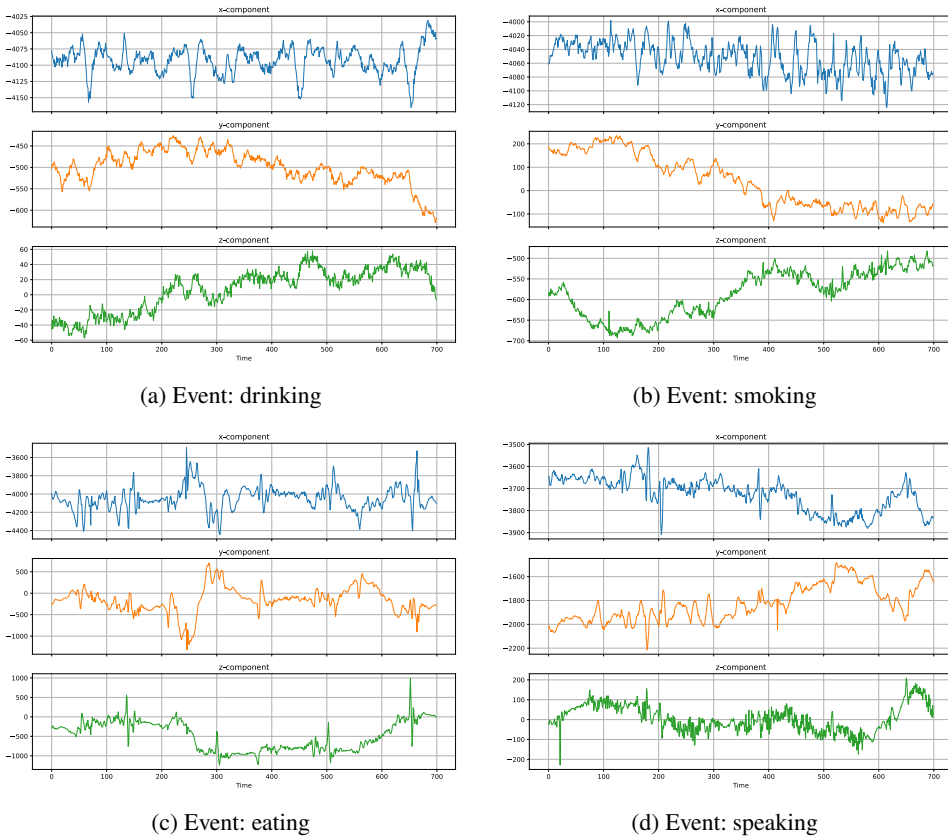 x-component
−4025
−4050
−4075
−4100
−4125
−4150
y-component
−450
−500
−550
−600
z-component
60
40
20
0
−20
−40
−60
0 100 200 300 400 500 600 700
Time
(a) Event: drinking
x-component
−4000
−4020
−4040
−4060
−4080
−4100
−4120
y-component
200
100
0
−100
z-component
−500
−550
−600
−650
−700
0 100 200 300 400 500 600 700
Time
(b) Event: smoking
x-component
−3600
−3800
−4000
−4200
−4400
y-component
500
0
−500
−1000
z-component
1000
500
0
−500
−1000
0 100 200 300 400 500 600 700
Time
(c) Event: eating
x-component
−3500
−3600
−3700
−3800
−3900
y-component
−1600
−1800
−2000
−2200
z-component
200
100
0
−100
−200
0 100 200 300 400 500 600 700
Time
(d) Event: speaking